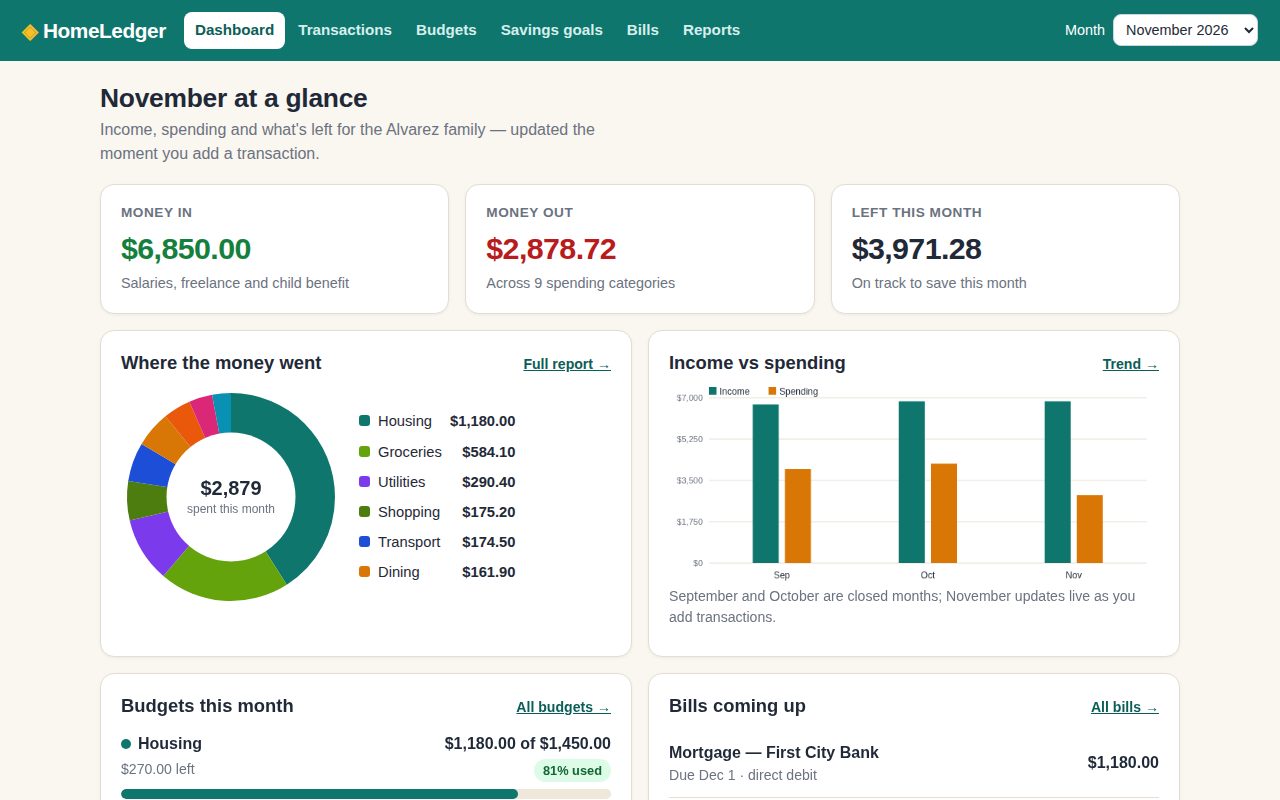 ◈ HomeLedger
Dashboard
Transactions
Budgets
Savings goals
Bills
Reports
Month
November 2026
November at a glance
Income, spending and what's left for the Alvarez family — updated the
moment you add a transaction.
MONEY IN
$6,850.00
Salaries, freelance and child benefit
MONEY OUT
$2,878.72
Across 9 spending categories
LEFT THIS MONTH
$3,971.28
On track to save this month
Where the money went
Full report →
$2,879
spent this month
Housing $1,180.00
Groceries $584.10
Utilities $290.40
Shopping $175.20
Transport $174.50
Dining $161.90
Income vs spending
Trend →
Income
Spending
$7,000
$5,250
$3,500
$1,750
$0
Sep
Oct
Nov
September and October are closed months; November updates live as you
add transactions.
Budgets this month
All budgets →
Housing
$1,180.00 of $1,450.00
$270.00 left
81% used
Bills coming up
All bills →
Mortgage — First City Bank
Due Dec 1 · direct debit
$1,180.00